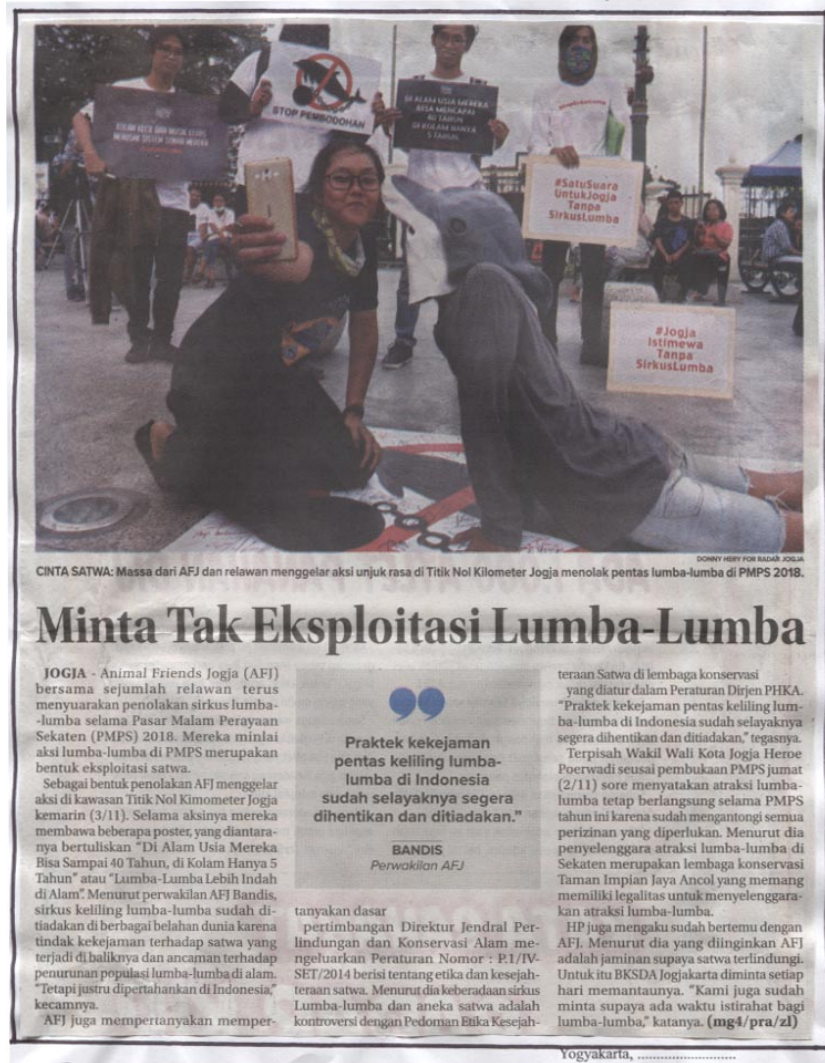 KOLAM KECIL DAN MUSIK KERAS
MERUSAK SISTEM SONAR MEREKA
STOP PEMBODOHAN
DI ALAM USIA MEREKA
BISA MENCAPAI
40 TAHUN
DI KOLAM HANYA
5 TAHUN.
#SatuSuara
UntukJogja
Tanpa
SirkusLumba
#Jogja
Istimewa
Tanpa
SirkusLumba
DONNY HERY FOR RADAR JOGJA
CINTA SATWA: Massa dari AFJ dan relawan menggelar aksi unjuk rasa di Titik Nol Kilometer Jogja menolak pentas lumba-lumba di PMPS 2018.
Minta Tak Eksploitasi Lumba-Lumba
JOGJA - Animal Friends Jogja (AFJ)
bersama sejumlah relawan terus
menyuarakan penolakan sirkus lumba-
-lumba selama Pasar Malam Perayaan
Sekaten (PMPS) 2018. Mereka minlai
aksi lumba-lumba di PMPS merupakan
bentuk eksploitasi satwa.
Sebagai bentuk penolakan AFJ menggelar
aksi di kawasan Titik Nol Kimometer Jogja
kemarin (3/11). Selama aksinya mereka
membawa beberapa poster, yang diantara-
nya bertuliskan “Di Alam Usia Mereka
Bisa Sampai 40 Tahun, di Kolam Hanya 5
Tahun” atau “Lumba-Lumba Lebih Indah
di Alam”. Menurut perwakilan AFJ Bandis,
sirkus keliling lumba-lumba sudah di-
tiadakan di berbagai belahan dunia karena
tindak kekejaman terhadap satwa yang
terjadi di baliknya dan ancaman terhadap
penurunan populasi lumba-lumba di alam.
“Tetapi justru dipertahankan di Indonesia,”
kecamnya.
AFJ juga mempertanyakan memper-
Praktek kekejaman
pentas keliling lumba-
lumba di Indonesia
sudah selayaknya segera
dihentikan dan ditiadakan.”
BANDIS
Perwakilan AFJ
tanyakan dasar
pertimbangan Direktur Jendral Per-
lindungan dan Konservasi Alam me-
ngeluarkan Peraturan Nomor : P.1/IV-
SET/2014 berisi tentang etika dan kesejah-
teraan satwa. Menurut dia keberadaan sirkus
Lumba-lumba dan aneka satwa adalah
kontroversi dengan Pedoman Etika Kesejah-
teraan Satwa di lembaga konservasi
yang diatur dalam Peraturan Dirjen PHKA.
“Praktek kekejaman pentas keliling lum-
ba-lumba di Indonesia sudah selayaknya
segera dihentikan dan ditiadakan,” tegasnya.
Terpisah Wakil Wali Kota Jogja Heroe
Poerwadi seusai pembukaan PMPS jumat
(2/11) sore menyatakan atraksi lumba-
lumba tetap berlangsung selama PMPS
tahun ini karena sudah mengantongi semua
perizinan yang diperlukan. Menurut dia
penyelenggara atraksi lumba-lumba di
Sekaten merupakan lembaga konservasi
Taman Impian Jaya Ancol yang memang
memiliki legalitas untuk menyelenggara-
kan atraksi lumba-lumba.
HP juga mengaku sudah bertemu dengan
AFJ. Menurut dia yang diinginkan AFJ
adalah jaminan supaya satwa terlindungi.
Untuk itu BKSDA Jogjakarta diminta setiap
hari memantaunya. “Kami juga sudah
minta supaya ada waktu istirahat bagi
lumba-lumba,” katanya. (mg4/pra/zl)
Yogyakarta, ..........................